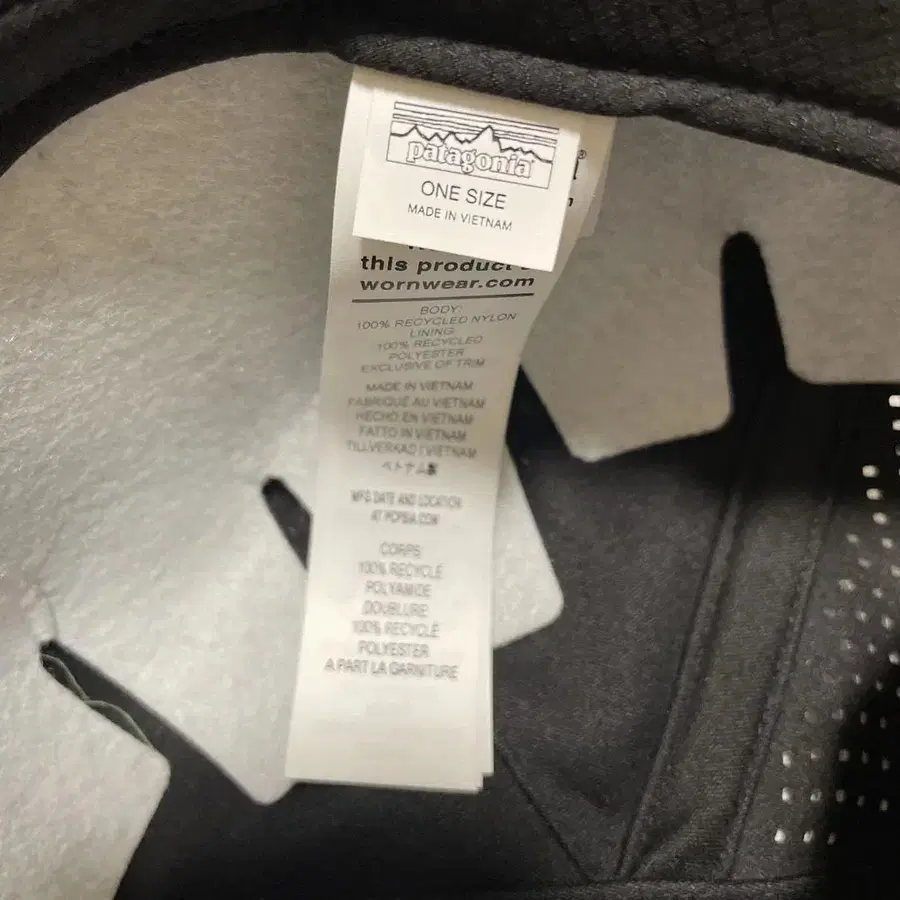 patagonia
ONE SIZE
MADE IN VIETNAM
this product
wornwear.com
BODY:
100% RECYCLED NYLON
LINING:
100% RECYCLED
POLYESTER
EXCLUSIVE OF TRIM
MADE IN VIETNAM
FABRIQUÉ AU VIETNAM
HECHO EN VIETNAM
FATTO IN VIETNAM
TILLVERKAD I VIETNAM
ベトナム製
MFG. DATE AND LOCATION
AT PCPSIA.COM
CORPS:
100% RECYCLÉ
POLYAMIDE
DOUBLURE:
100% RECYCLÉ
POLYESTER
À PART LA GARNITURE